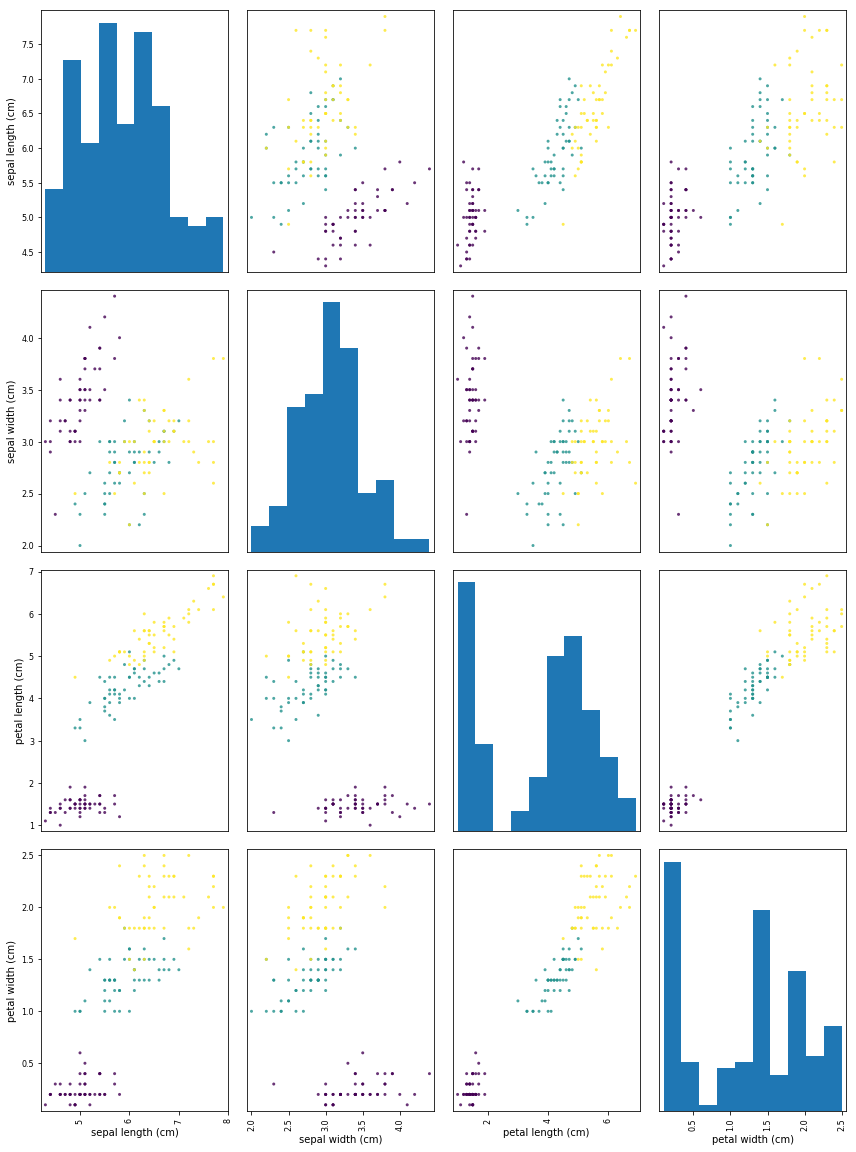 7.5
7.0
6.5
6.0
5.5
5.0
4.5
sepal length (cm)
4.0
3.5
3.0
2.5
2.0
sepal width (cm)
7
6
5
4
3
2
1
petal length (cm)
2.5
2.0
1.5
1.0
0.5
petal width (cm)
5 6 7 8
sepal length (cm)
2.0 2.5 3.0 3.5 4.0
sepal width (cm)
2 4 6
petal length (cm)
0.5 1.0 1.5 2.0 2.5
petal width (cm)